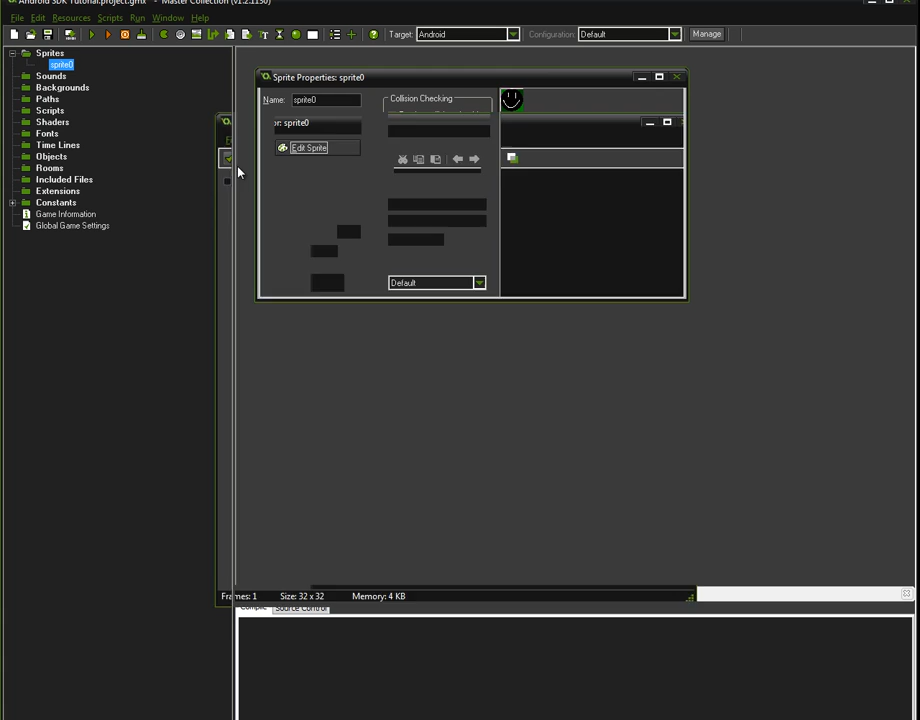 Android SDK Tutorial.project.gmx - Master Collection (v1.2.1130)
File Edit Resources Scripts Run Window Help
Target: Android Configuration: Default Manage
Sprites
sprite0
Sounds
Backgrounds
Paths
Scripts
Shaders
Fonts
Time Lines
Objects
Rooms
Included Files
Extensions
Constants
Game Information
Global Game Settings
Sprite Properties: sprite0
Name: sprite0
Collision Checking
or: sprite0
Edit Sprite
Default
Frames: 1 Size: 32 x 32 Memory: 4 KB
Compile Source Control